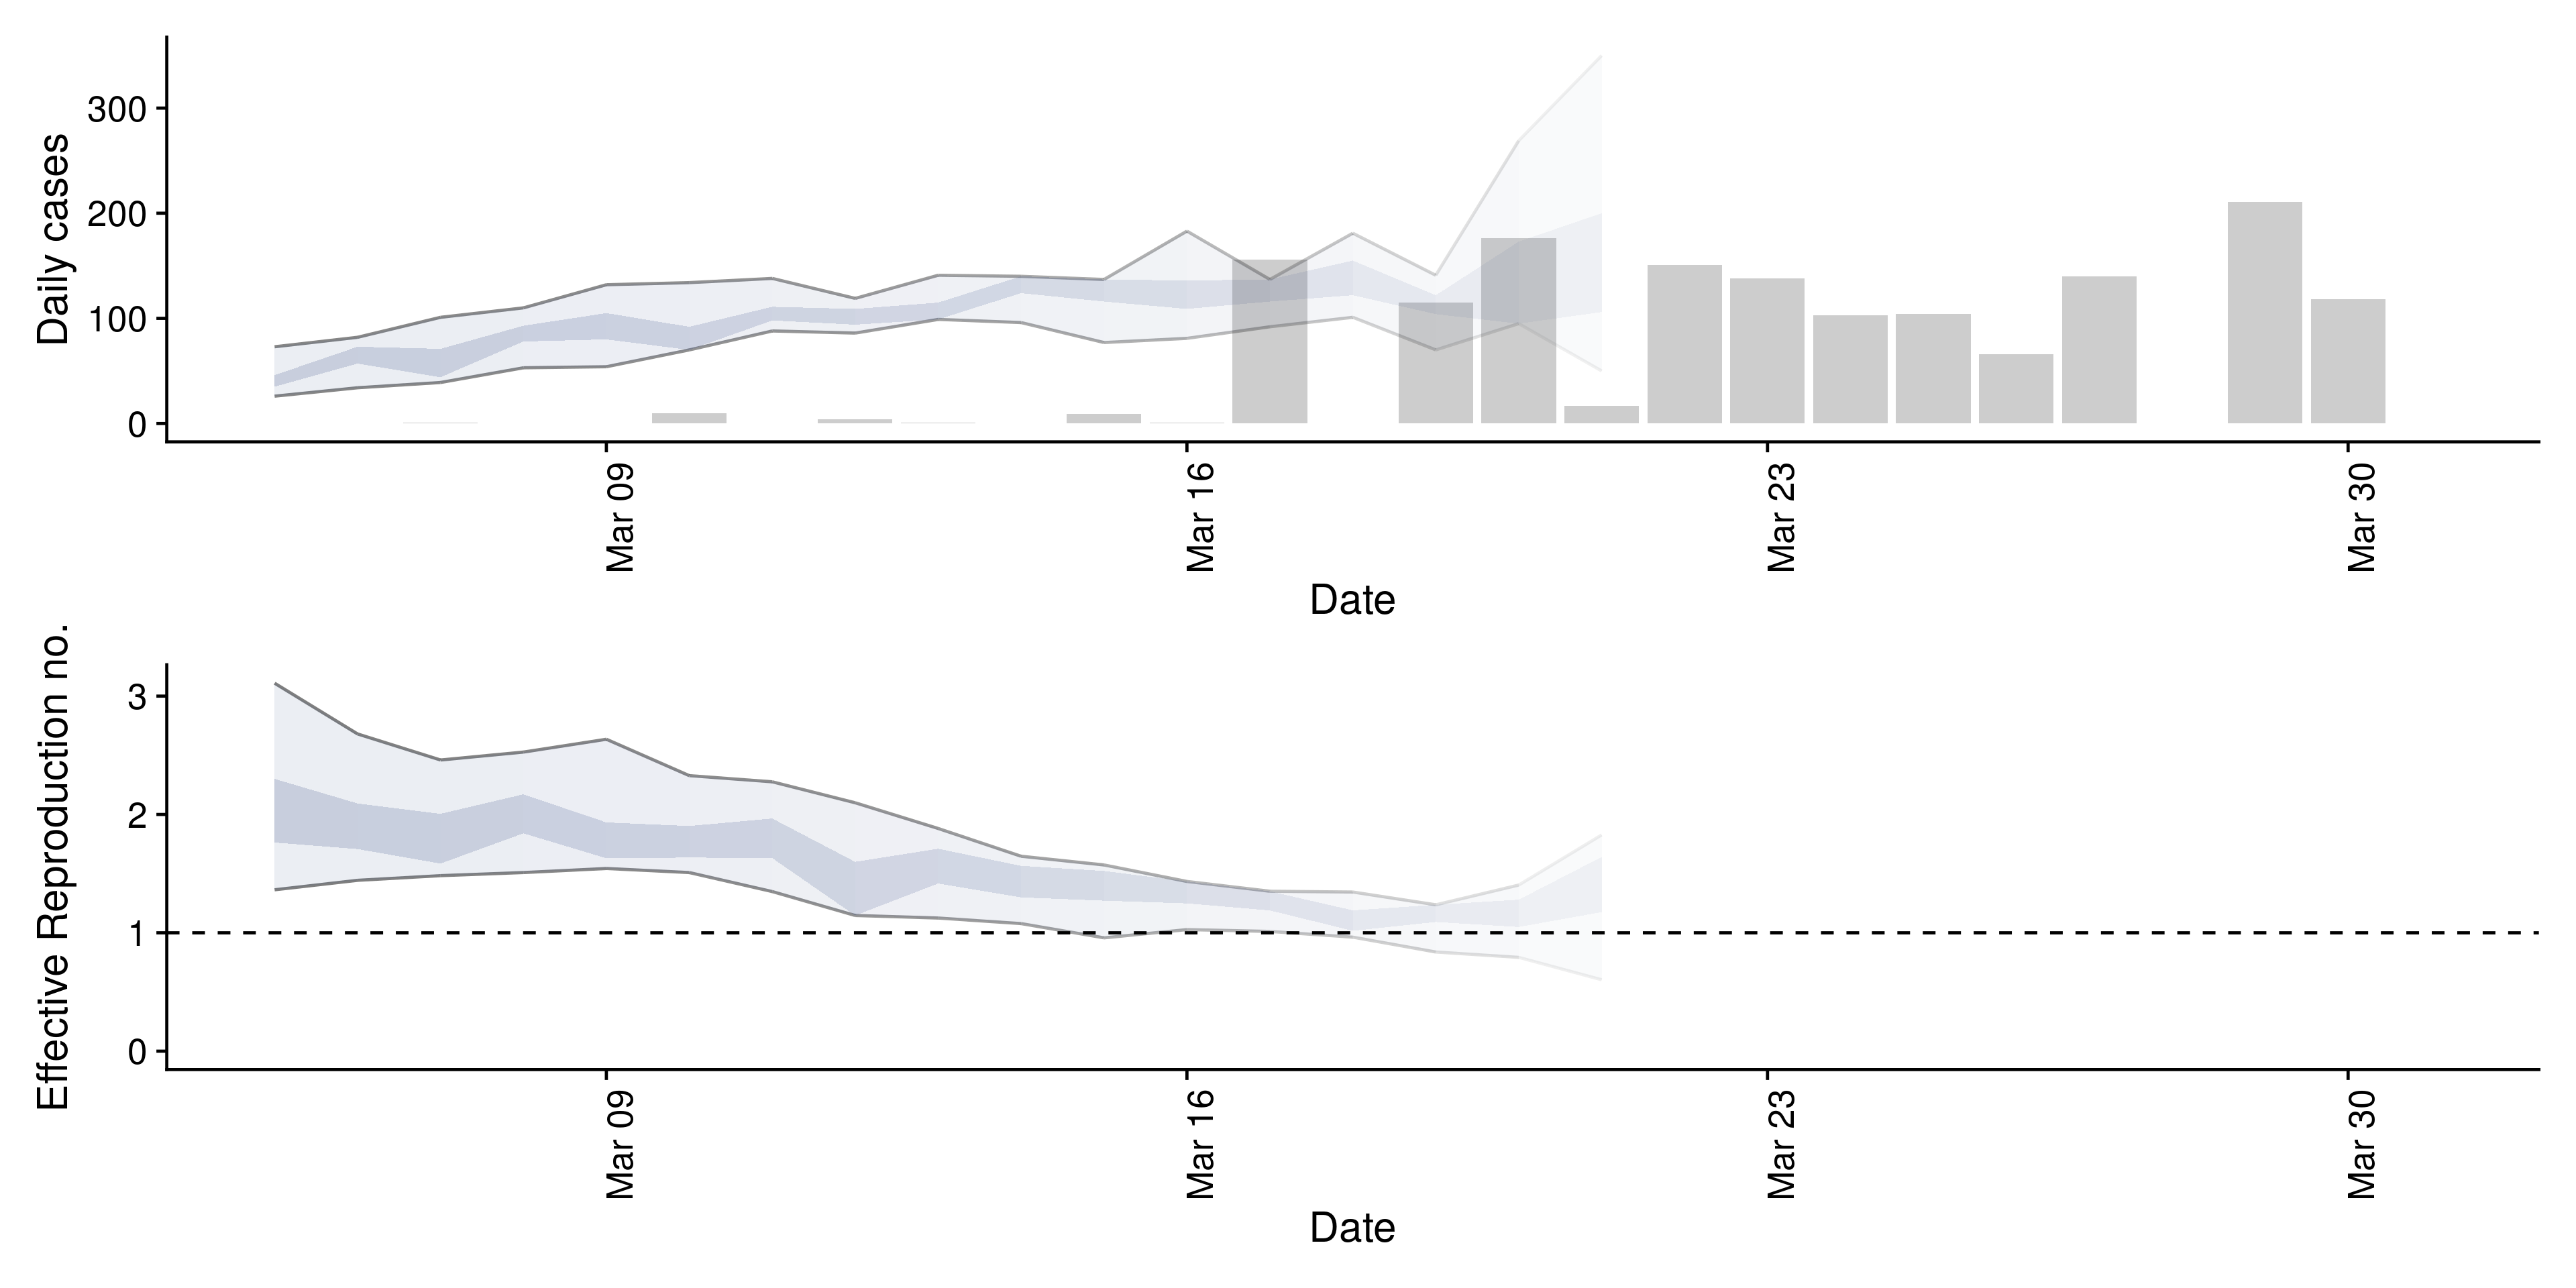 Daily cases
300
200
100
0
Mar 09
Mar 16
Mar 23
Mar 30
Date
Effective Reproduction no.
3
2
1
0
Mar 09
Mar 16
Mar 23
Mar 30
Date